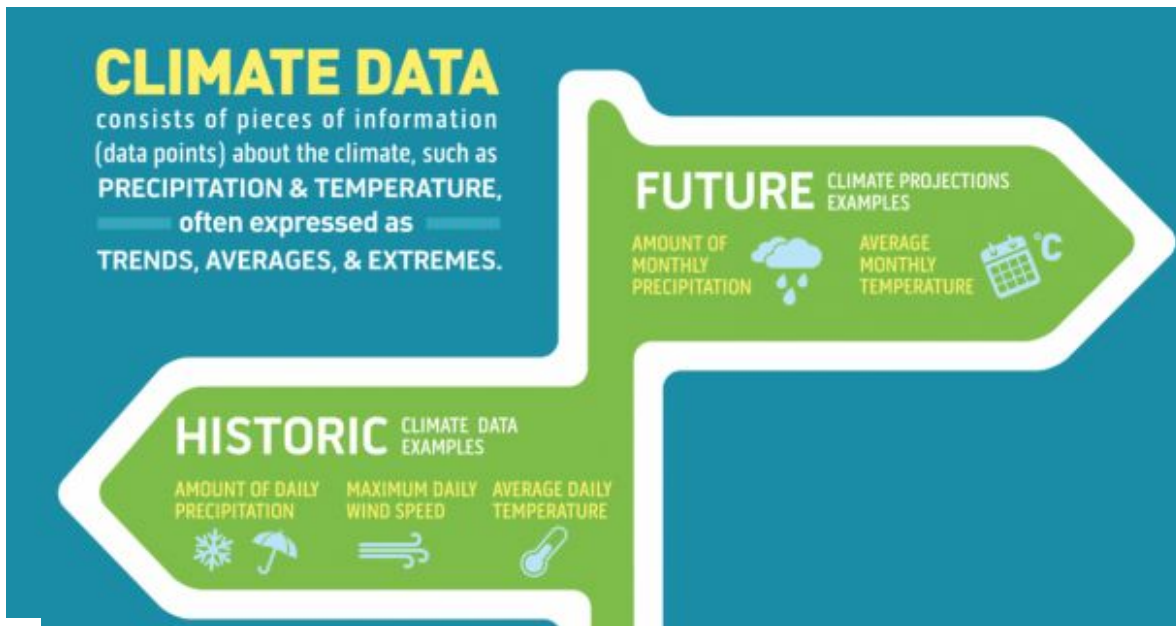 CLIMATE DATA
consists of pieces of information
(data points) about the climate, such as
PRECIPITATION & TEMPERATURE,
often expressed as
TRENDS, AVERAGES, & EXTREMES.
FUTURE CLIMATE PROJECTIONS
EXAMPLES
AMOUNT OF
MONTHLY
PRECIPITATION
AVERAGE
MONTHLY
TEMPERATURE
°C
HISTORIC CLIMATE DATA
EXAMPLES
AMOUNT OF DAILY
PRECIPITATION
MAXIMUM DAILY
WIND SPEED
AVERAGE DAILY
TEMPERATURE